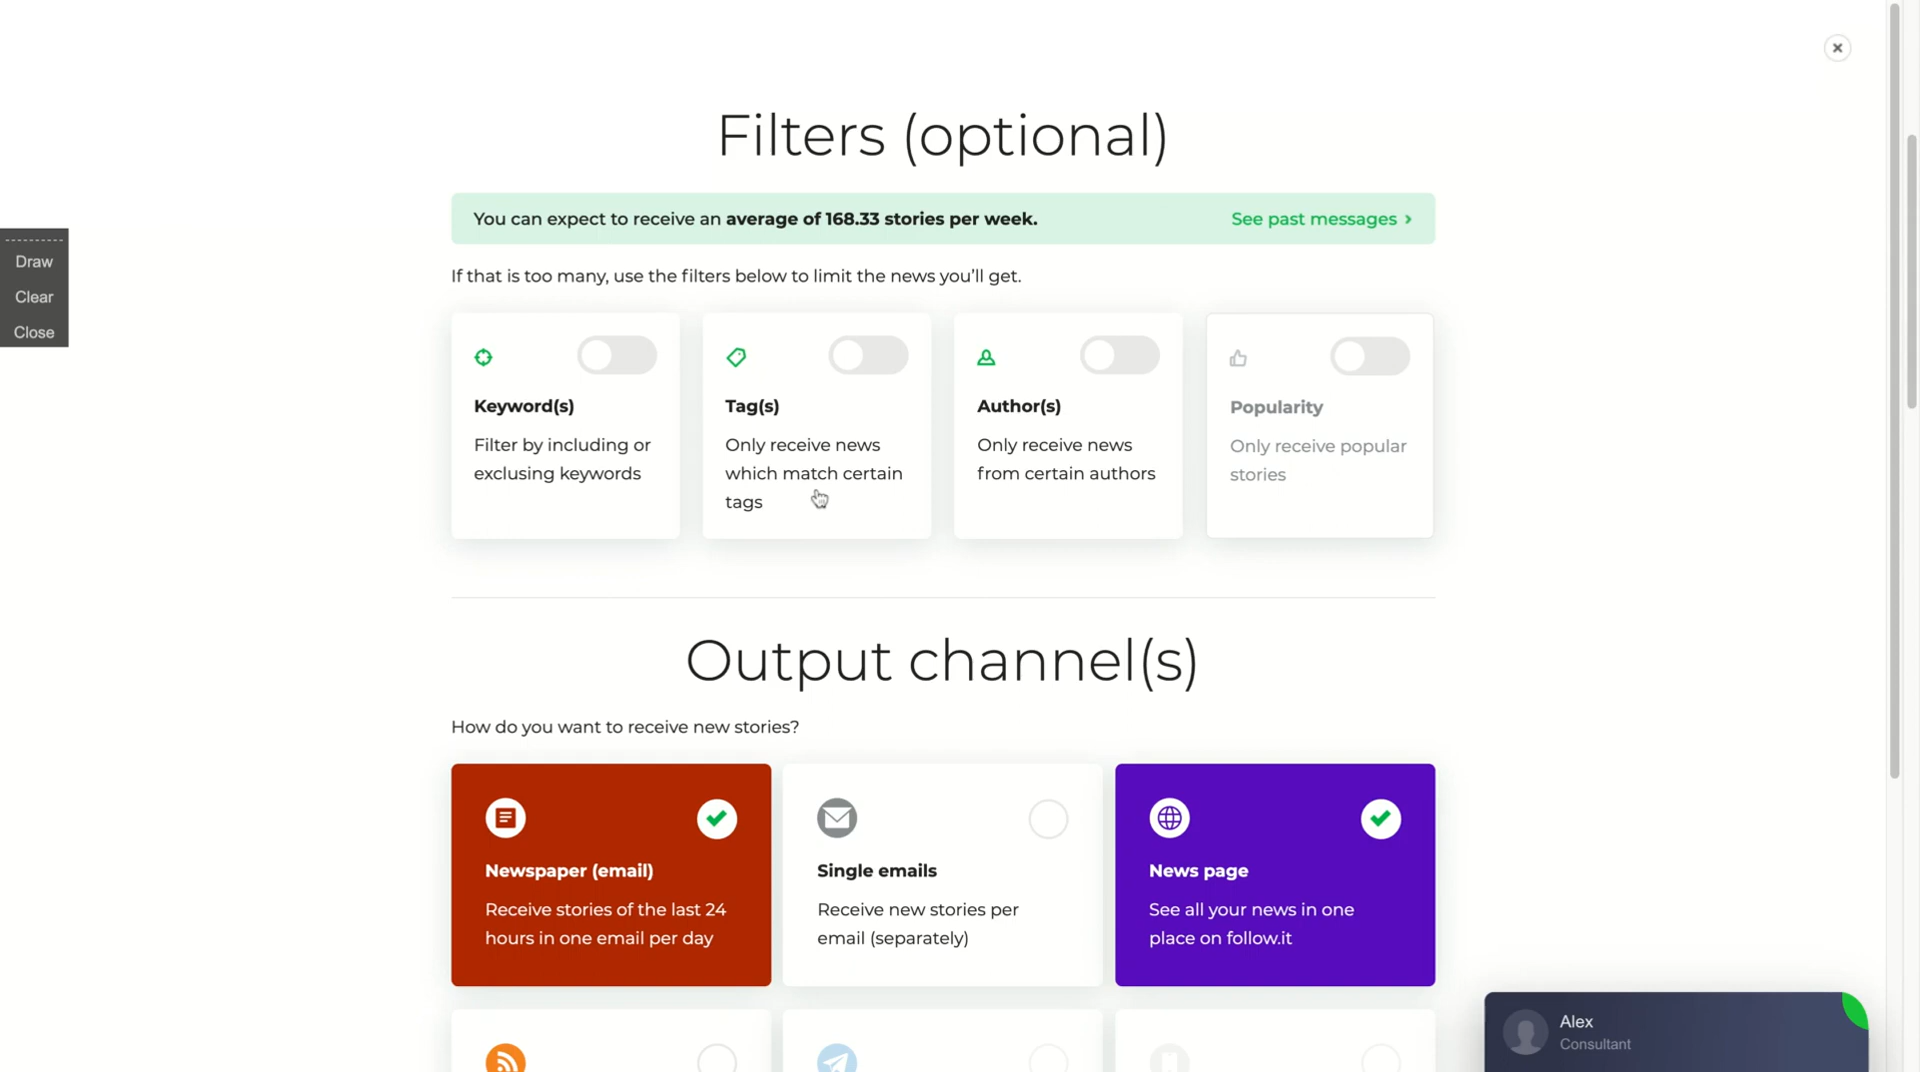 Filters (optional)
You can expect to receive an average of 168.33 stories per week.
See past messages >
If that is too many, use the filters below to limit the news you'll get.
Draw
Clear
Close
Keyword(s)
Filter by including or
exclusing keywords
Tag(s)
Only receive news
which match certain
tags
Author(s)
Only receive news
from certain authors
Popularity
Only receive popular
stories
Output channel(s)
How do you want to receive new stories?
Newspaper (email)
Receive stories of the last 24
hours in one email per day
Single emails
Receive new stories per
email (separately)
News page
See all your news in one
place on follow.it
Alex
Consultant